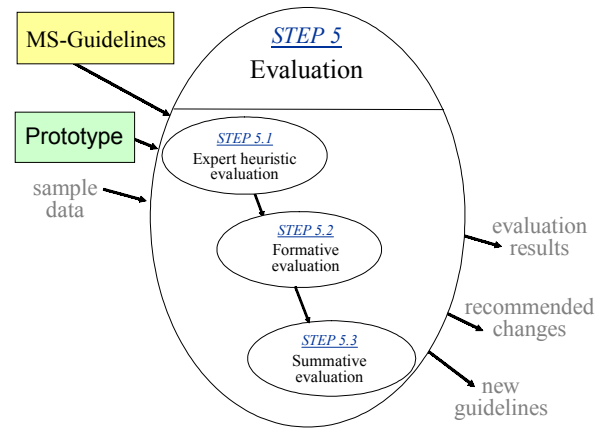 MS-Guidelines
STEP 5
Evaluation
Prototype
STEP 5.1
Expert heuristic
evaluation
sample
data
STEP 5.2
Formative
evaluation
evaluation
results
recommended
changes
STEP 5.3
Summative
evaluation
new
guidelines